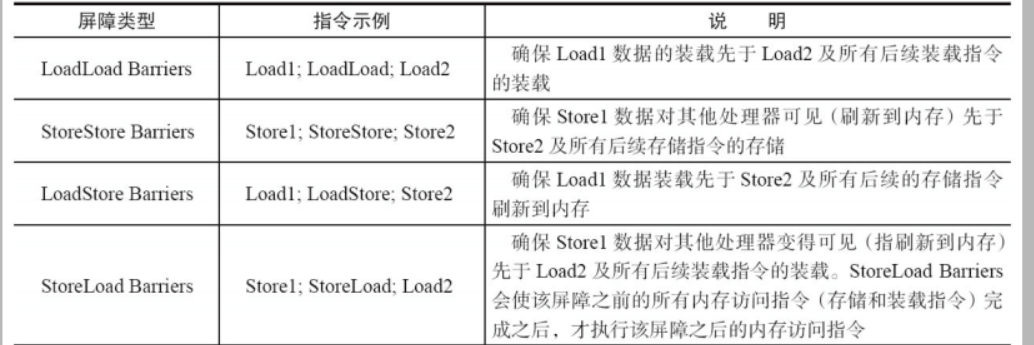 屏障类型 指令示例 说 明
LoadLoad Barriers Load1; LoadLoad; Load2 确保 Load1 数据的装载先于 Load2 及所有后续装载指令
的装载
StoreStore Barriers Store1; StoreStore; Store2 确保 Store1 数据对其他处理器可见（刷新到内存）先于
Store2 及所有后续存储指令的存储
LoadStore Barriers Load1; LoadStore; Store2 确保 Load1 数据装载先于 Store2 及所有后续的存储指令
刷新到内存
StoreLoad Barriers Store1; StoreLoad; Load2 确保 Store1 数据对其他处理器变得可见（指刷新到内存）
先于 Load2 及所有后续装载指令的装载。StoreLoad Barriers
会使该屏障之前的所有内存访问指令（存储和装载指令）完
成之后，才执行该屏障之后的内存访问指令